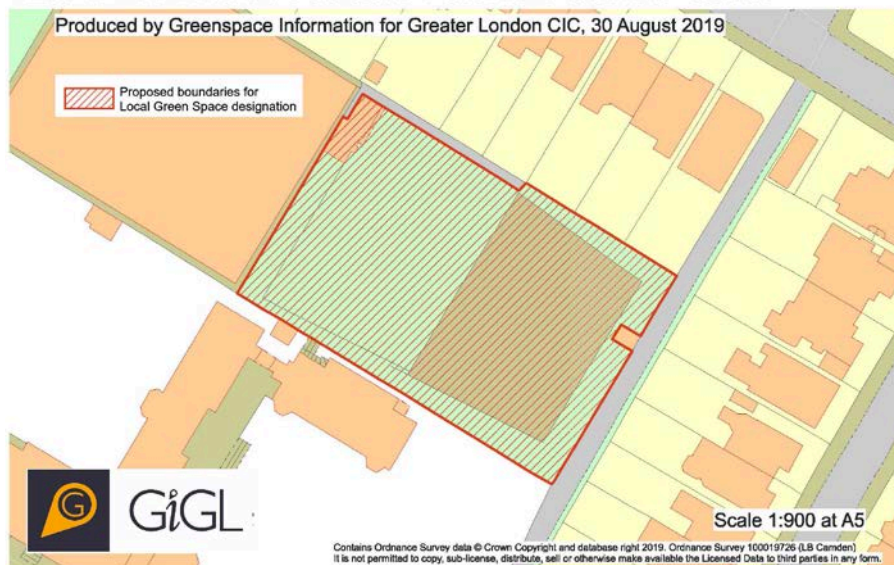 Produced by Greenspace Information for Greater London CIC, 30 August 2019
Proposed boundaries for
Local Green Space designation
G
GiGL
Scale 1:900 at A5
Contains Ordnance Survey data © Crown Copyright and database right 2019. Ordnance Survey 100019726 (LB Camden)
It is not permitted to copy, sub-license, distribute, sell or otherwise make available the Licensed Data to third parties in any form.